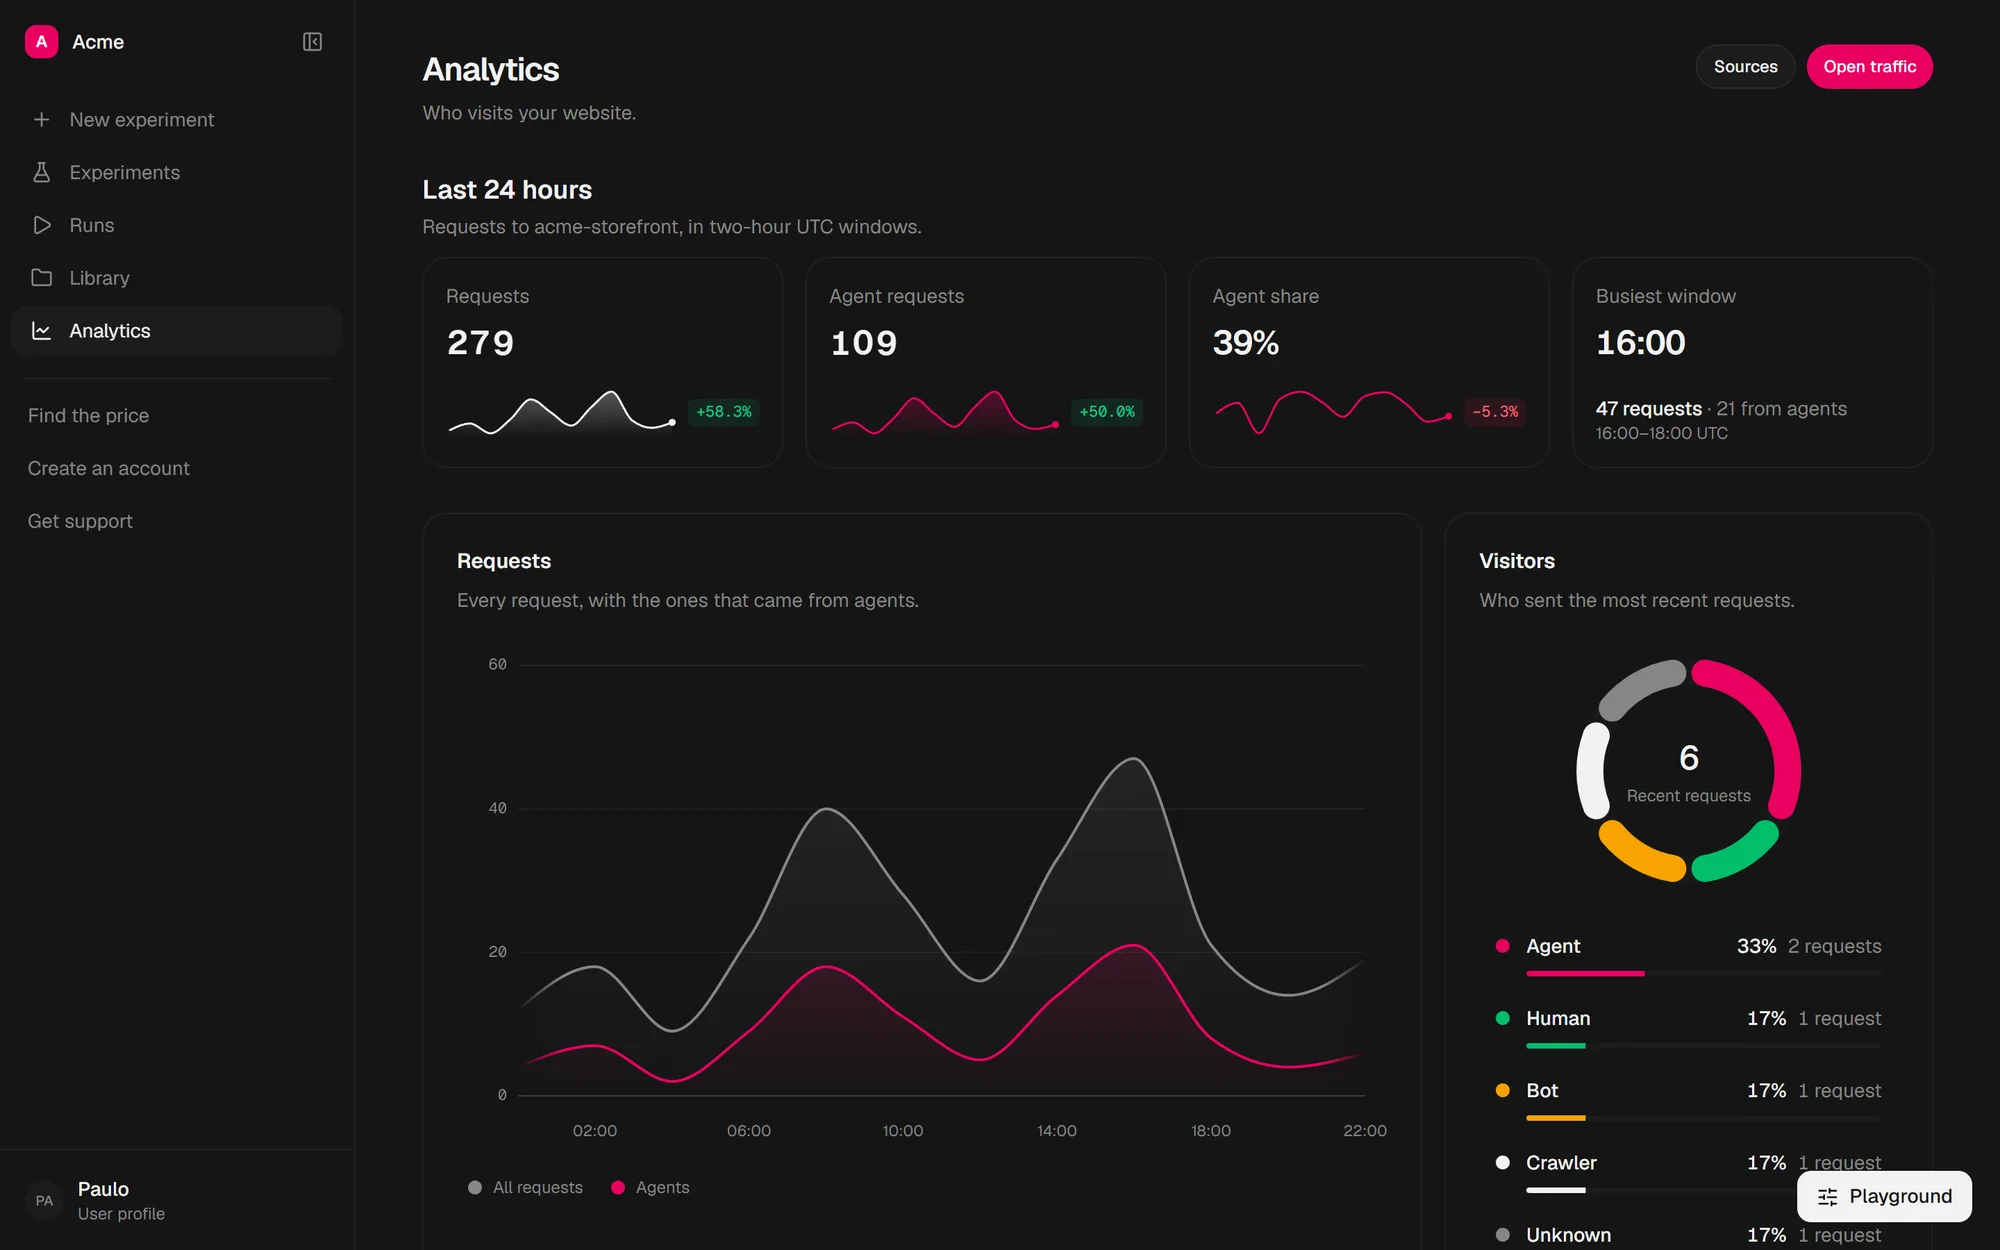 A Acme
New experiment
Experiments
Runs
Library
Analytics
Find the price
Create an account
Get support
PA
Paulo
User profile
Analytics
Who visits your website.
Sources
Open traffic
Last 24 hours
Requests to acme-storefront, in two-hour UTC windows.
Requests
279
+58.3%
Agent requests
109
+50.0%
Agent share
39%
-5.3%
Busiest window
16:00
47 requests · 21 from agents
16:00–18:00 UTC
Requests
Every request, with the ones that came from agents.
60
40
20
0
02:00 06:00 10:00 14:00 18:00 22:00
All requests Agents
Visitors
Who sent the most recent requests.
6
Recent requests
Agent 33% 2 requests
Human 17% 1 request
Bot 17% 1 request
Crawler 17% 1 request
Unknown 17% 1 request
Playground